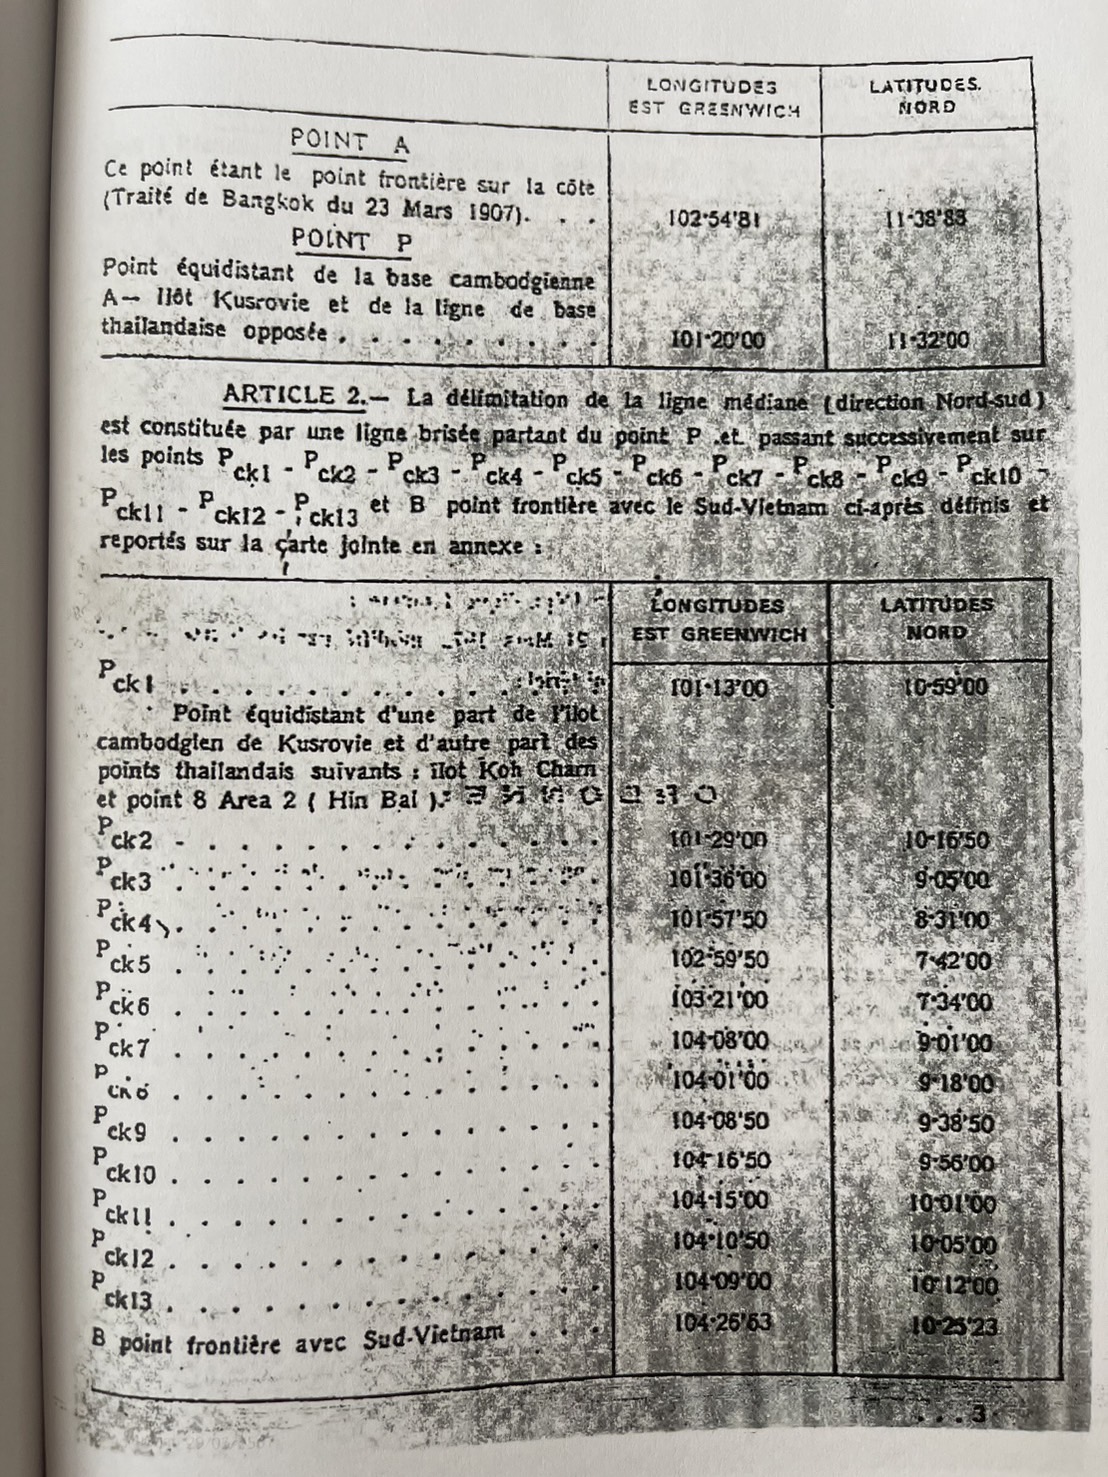 LONGITUDES EST GREENWICH LATITUDES. NORD
POINT A
Ce point étant le point frontière sur la côte
(Traité de Bangkok du 23 Mars 1907). . . 102·54'81 11·38'88
POINT P
Point équidistant de la base cambodgienne
A— Ilôt Kusrovie et de la ligne de base
thailandaise opposée . . . . . . . . . 101·20'00 11·32'00
ARTICLE 2.— La délimitation de la ligne médiane (direction Nord-sud)
est constituée par une ligne brisée partant du point P et passant successivement sur
les points Pck1 - Pck2 - Pck3 - Pck4 - Pck5 - Pck6 - Pck7 - Pck8 - Pck9 - Pck10 -
Pck11 - Pck12 - Pck13 et B point frontière avec le Sud-Vietnam ci-après définis et
reportés sur la carte jointe en annexe :
LONGITUDES EST GREENWICH LATITUDES NORD
Pck1 . . . . . . . . . . 101·13'00 10·59'00
Point équidistant d'une part de l'îlot
cambodgien de Kusrovie et d'autre part des
points thailandais suivants : îlot Koh Charn
et point 8 Area 2 ( Hin Bai ).
Pck2 - . . . . . . . . . . . . . 101·29'00 10·16'50
Pck3 . . . . . . . . . . . . . 101·36'00 9·05'00
Pck4 . . . . . . . . . . . . . 101·57'50 8·31'00
Pck5 . . . . . . . . . . . . . 102·59'50 7·42'00
Pck6 . . . . . . . . . . . . . 103·21'00 7·34'00
Pck7 . . . . . . . . . . . . . 104·08'00 9·01'00
Pck8 . . . . . . . . . . . . . 104·01'00 9·18'00
Pck9 . . . . . . . . . . . . . 104·08'50 9·38'50
Pck10 . . . . . . . . . . . . . 104·16'50 9·56'00
Pck11 . . . . . . . . . . . . . 104·15'00 10·01'00
Pck12 . . . . . . . . . . . . . 104·10'50 10·05'00
Pck13 . . . . . . . . . . . . . 104·09'00 10·12'00
B point frontière avec Sud-Vietnam . . . 104·26'63 10·25'23
. . . 3